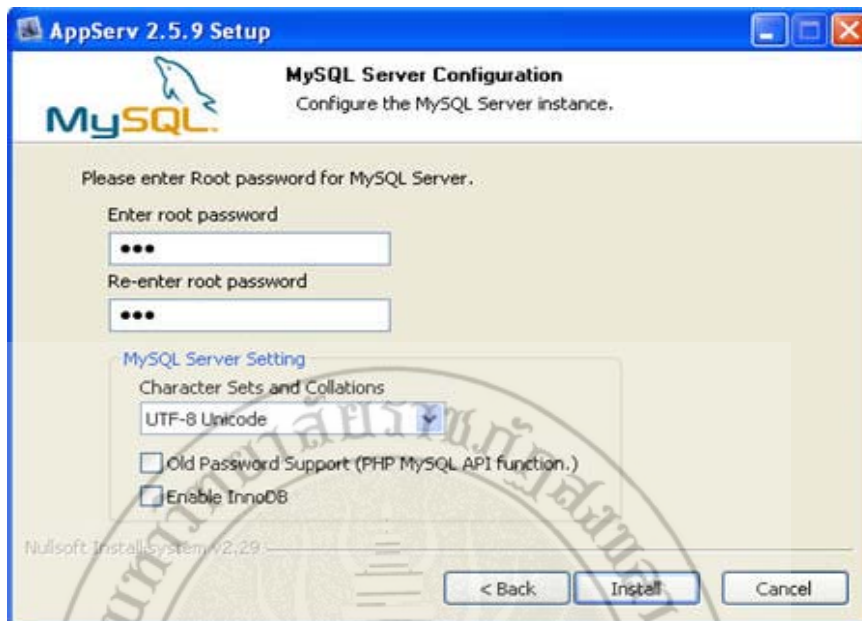 AppServ 2.5.9 Setup
MySQL Server Configuration
Configure the MySQL Server instance.
MySQL.
Please enter Root password for MySQL Server.
Enter root password
•••
Re-enter root password
•••
MySQL Server Setting
Character Sets and Collations
UTF-8 Unicode
Old Password Support (PHP MySQL API function.)
Enable InnoDB
Nullsoft Install system v2.29
< Back
Install
Cancel